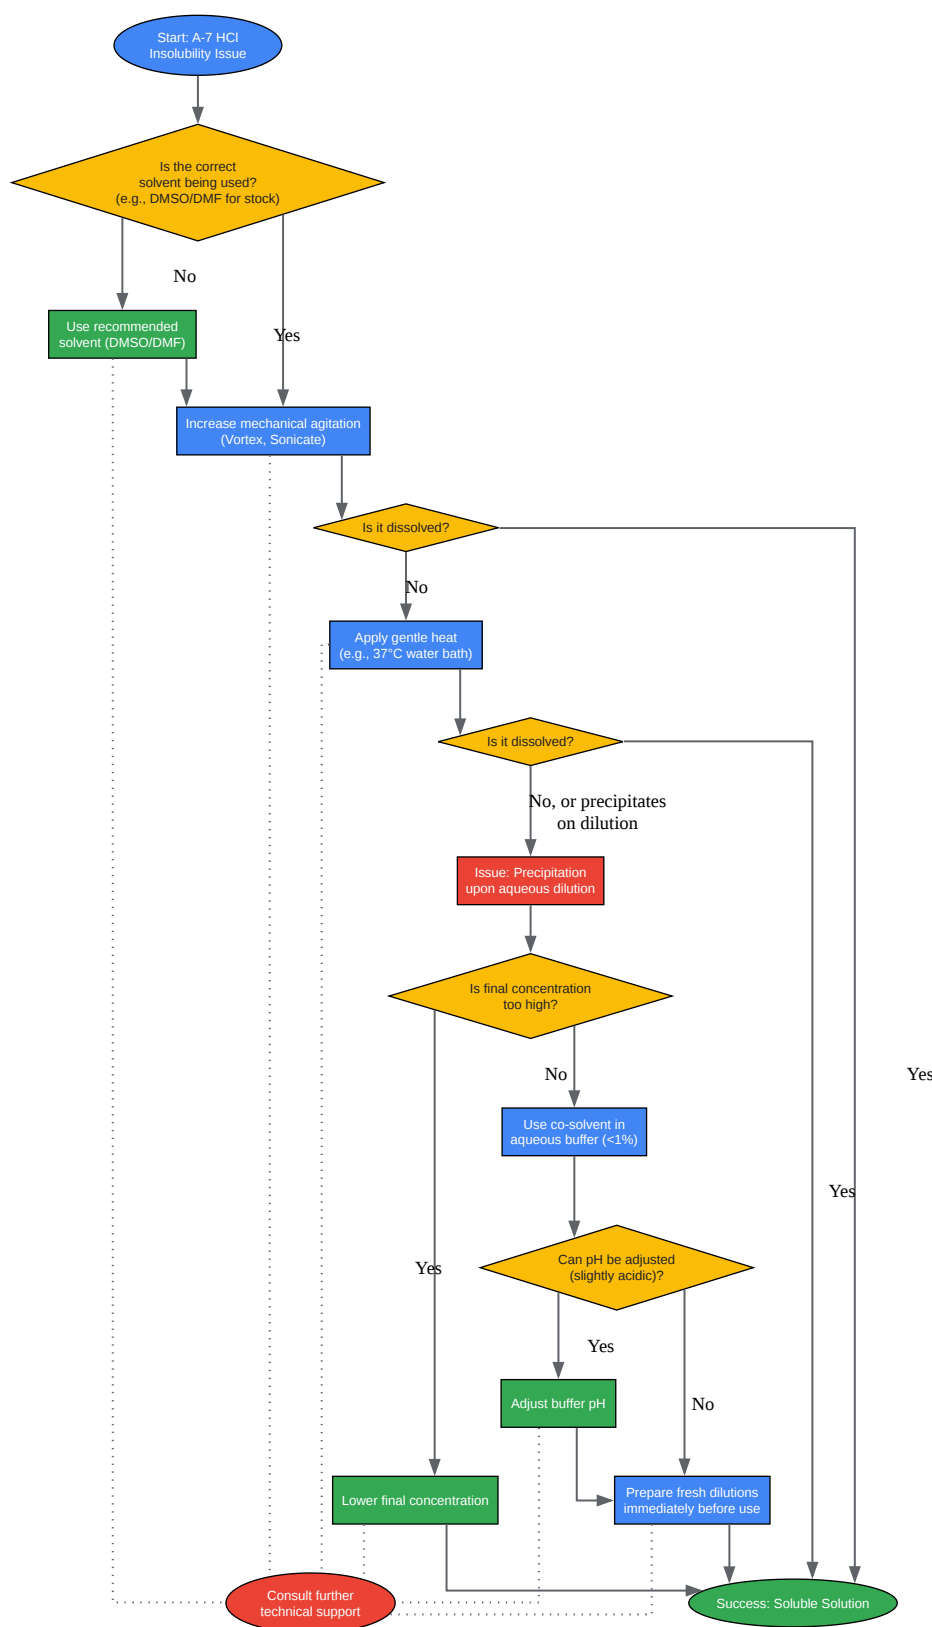 Start: A-7 HCl
Insolubility Issue
Is the correct
solvent being used?
(e.g., DMSO/DMF for stock)
No
Use recommended
solvent (DMSO/DMF)
Yes
Increase mechanical agitation
(Vortex, Sonicate)
Is it dissolved?
No
Apply gentle heat
(e.g., 37°C water bath)
Is it dissolved?
No, or precipitates
on dilution
Issue: Precipitation
upon aqueous dilution
Is final concentration
too high?
No
Yes
Use co-solvent in
aqueous buffer (<1%)
Yes
Can pH be adjusted
(slightly acidic)?
Yes
Yes
Adjust buffer pH
No
Lower final concentration
Prepare fresh dilutions
immediately before use
Consult further
technical support
Success: Soluble Solution